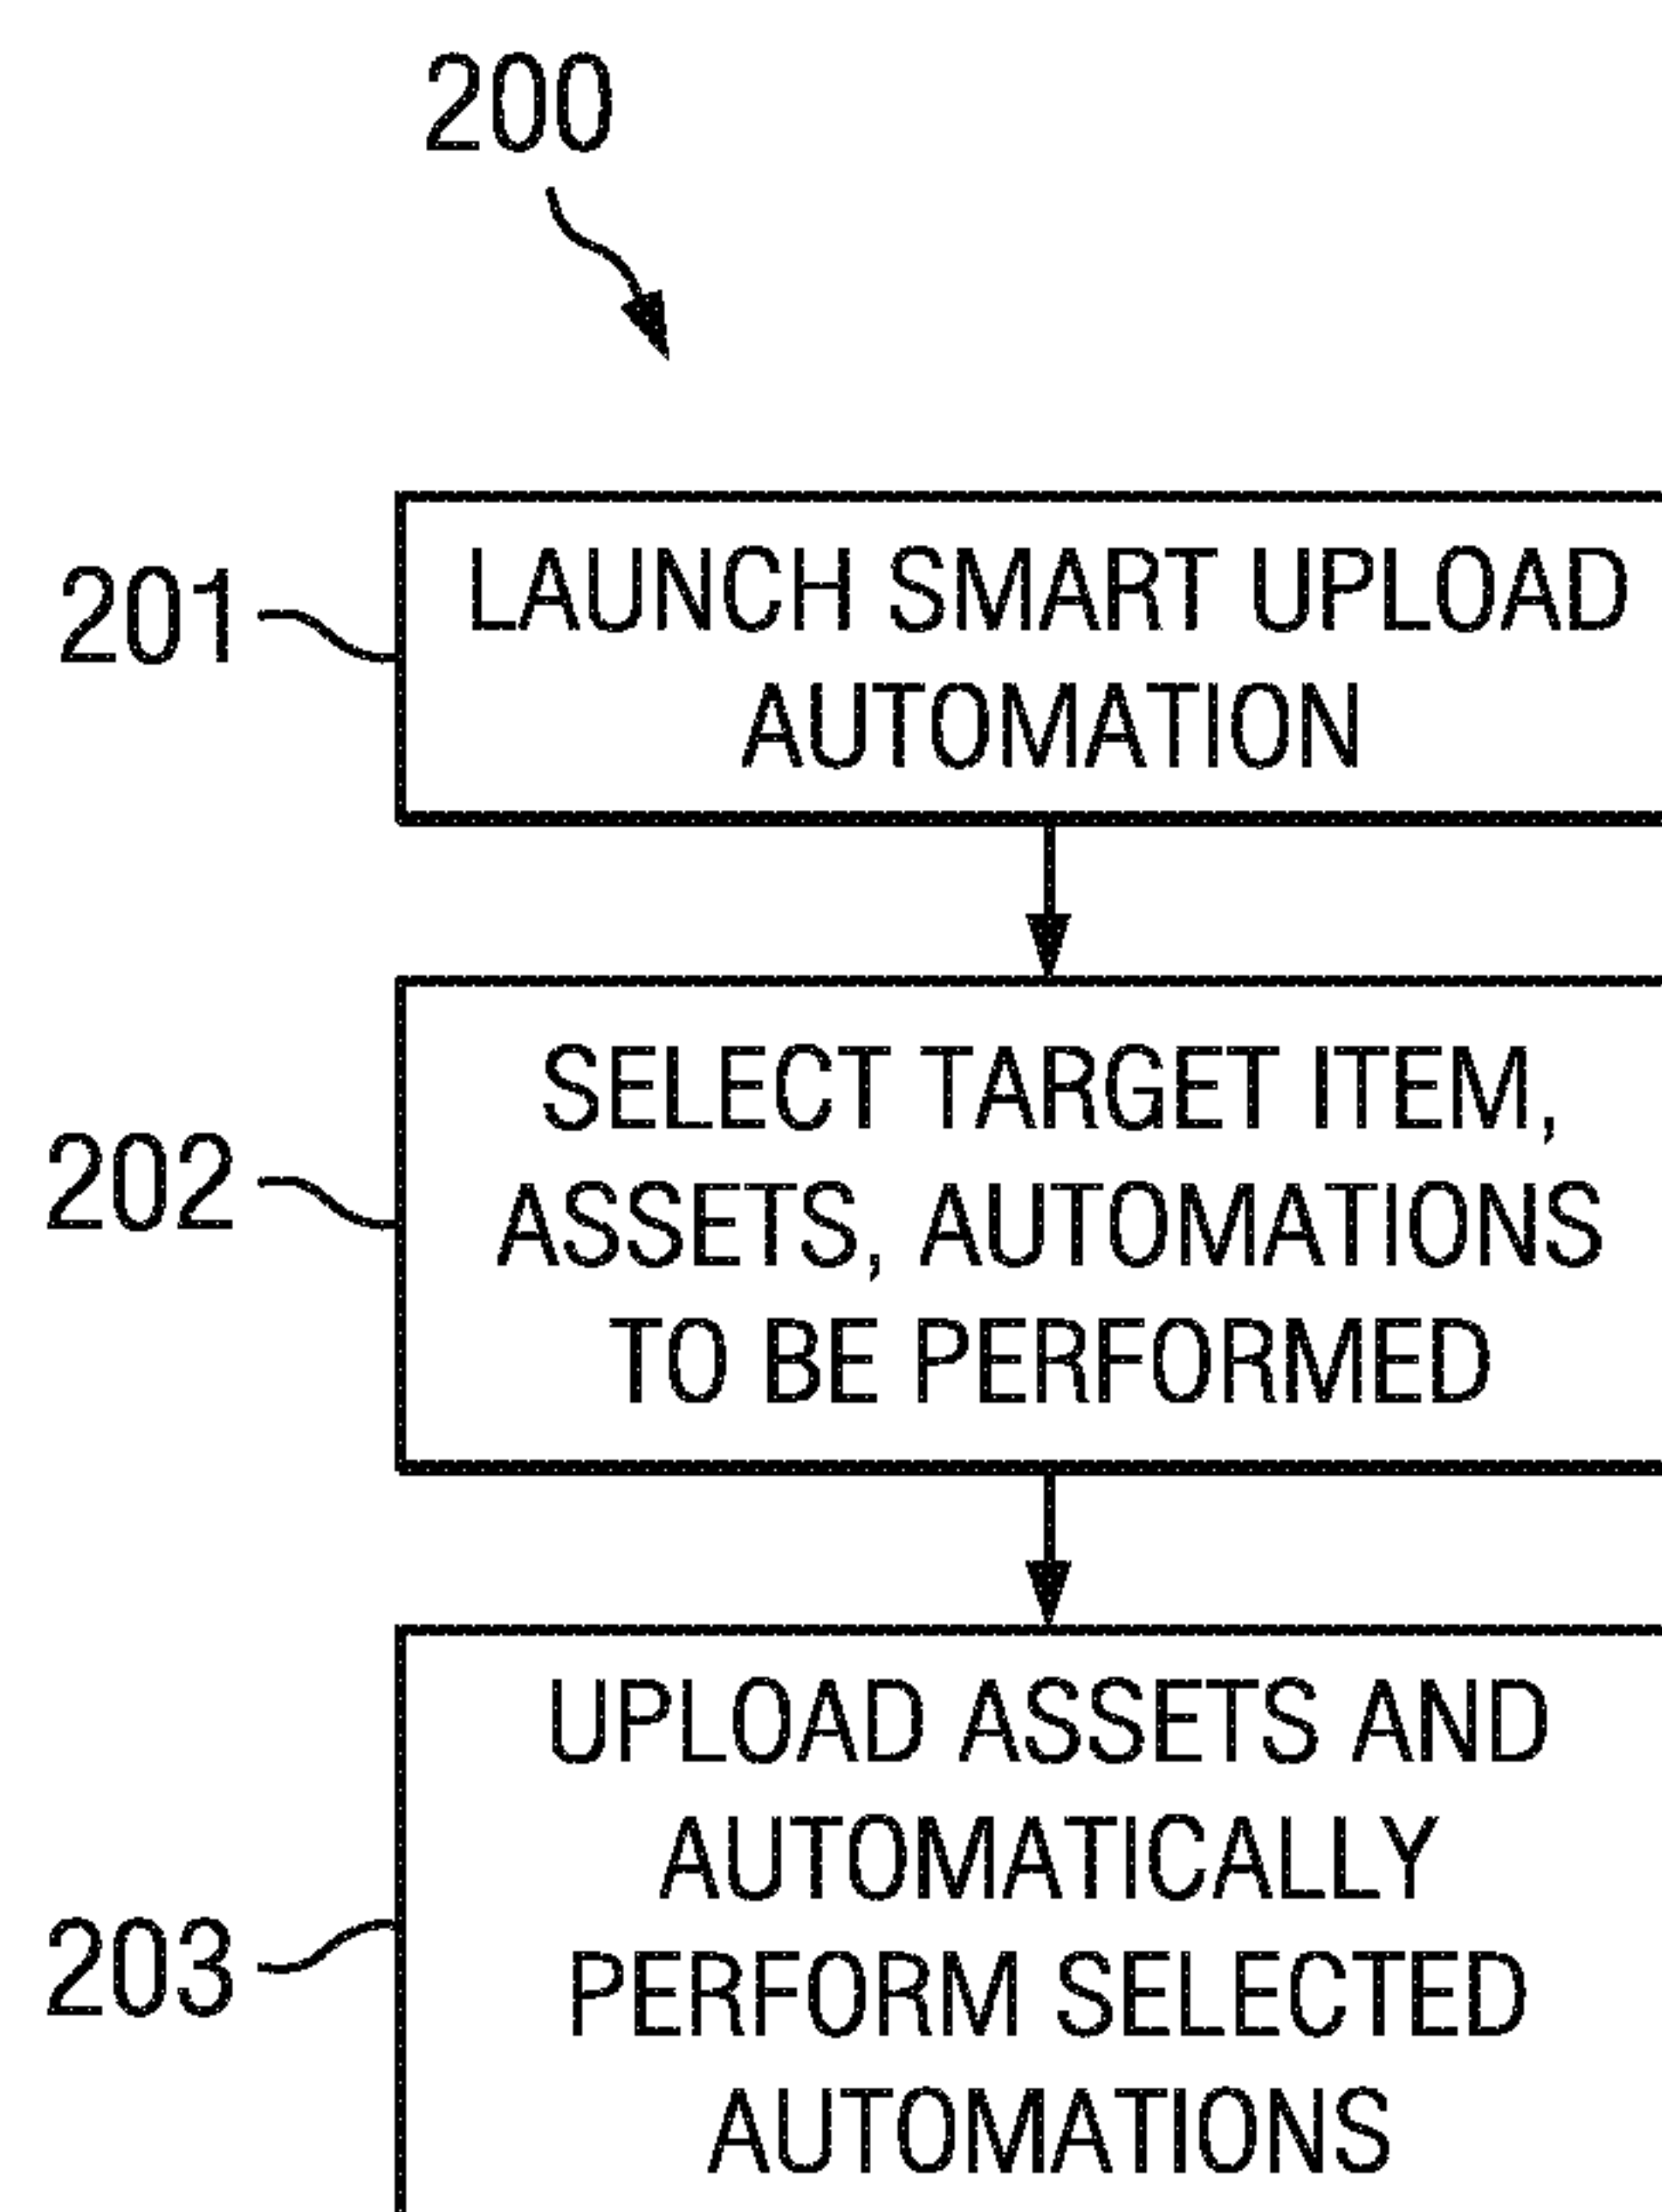 200
201
LAUNCH SMART UPLOAD
AUTOMATION
202
SELECT TARGET ITEM,
ASSETS, AUTOMATIONS
TO BE PERFORMED
203
UPLOAD ASSETS AND
AUTOMATICALLY
PERFORM SELECTED
AUTOMATIONS